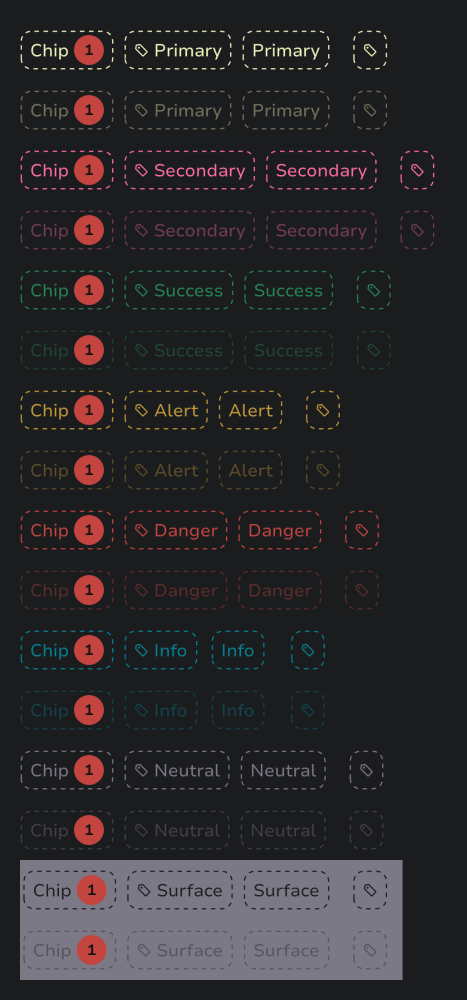 Chip 1 Primary Primary
Chip 1 Primary Primary
Chip 1 Secondary Secondary
Chip 1 Secondary Secondary
Chip 1 Success Success
Chip 1 Success Success
Chip 1 Alert Alert
Chip 1 Alert Alert
Chip 1 Danger Danger
Chip 1 Danger Danger
Chip 1 Info Info
Chip 1 Info Info
Chip 1 Neutral Neutral
Chip 1 Neutral Neutral
Chip 1 Surface Surface
Chip 1 Surface Surface